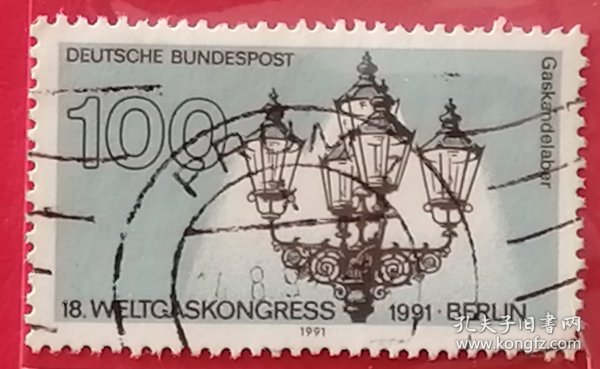 DEUTSCHE BUNDESPOST
100
Gaskandelaber
18. WELTGASKONGRESS 1991 · BERLIN
1991
孔夫子旧书网
www.kongfz.com